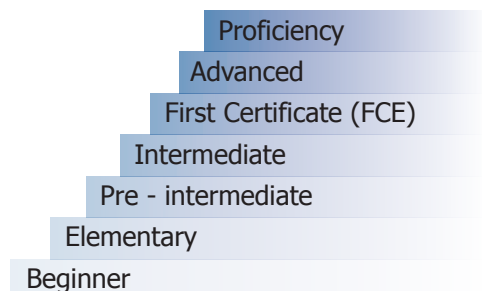 Proficiency
Advanced
First Certificate (FCE)
Intermediate
Pre - intermediate
Elementary
Beginner